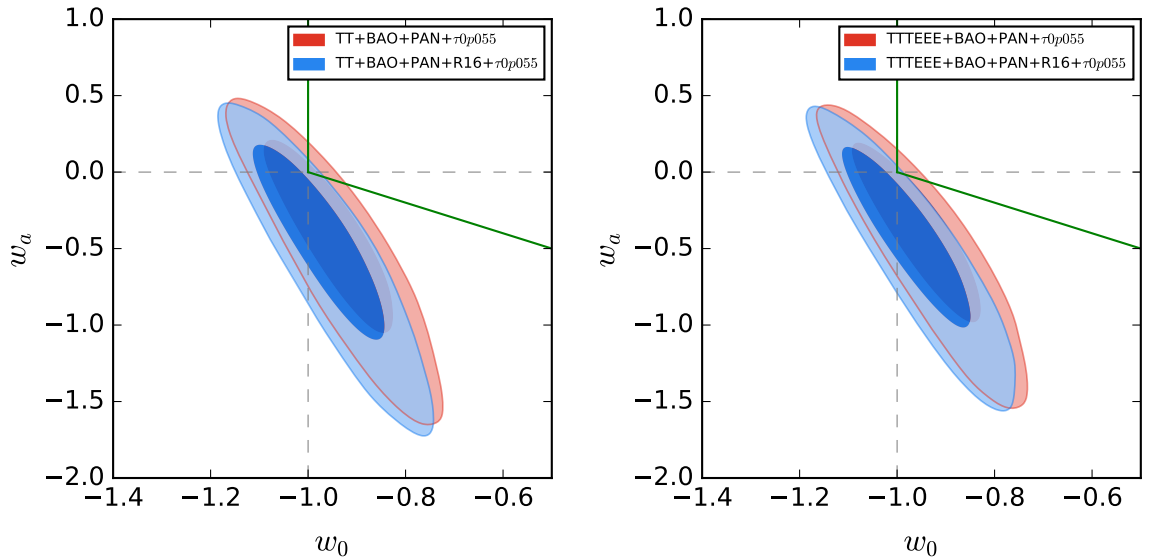 TT+BAO+PAN+τ0p055
TT+BAO+PAN+R16+τ0p055
1.0
0.5
0.0
−0.5
−1.0
−1.5
−2.0
w_a
−1.4 −1.2 −1.0 −0.8 −0.6
w_0
TTTEEE+BAO+PAN+τ0p055
TTTEEE+BAO+PAN+R16+τ0p055
1.0
0.5
0.0
−0.5
−1.0
−1.5
−2.0
w_a
−1.4 −1.2 −1.0 −0.8 −0.6
w_0